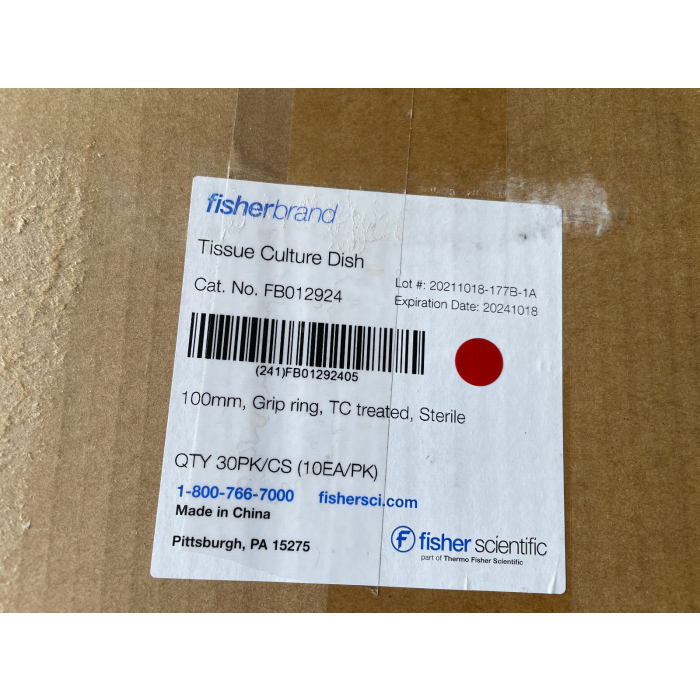 fisherbrand
Tissue Culture Dish
Cat. No. FB012924
Lot #: 20211018-177B-1A
Expiration Date: 20241018
(241)FB01292405
100mm, Grip ring, TC treated, Sterile
QTY 30PK/CS (10EA/PK)
1-800-766-7000 fishersci.com
Made in China
Pittsburgh, PA 15275
f fisher scientific
part of Thermo Fisher Scientific